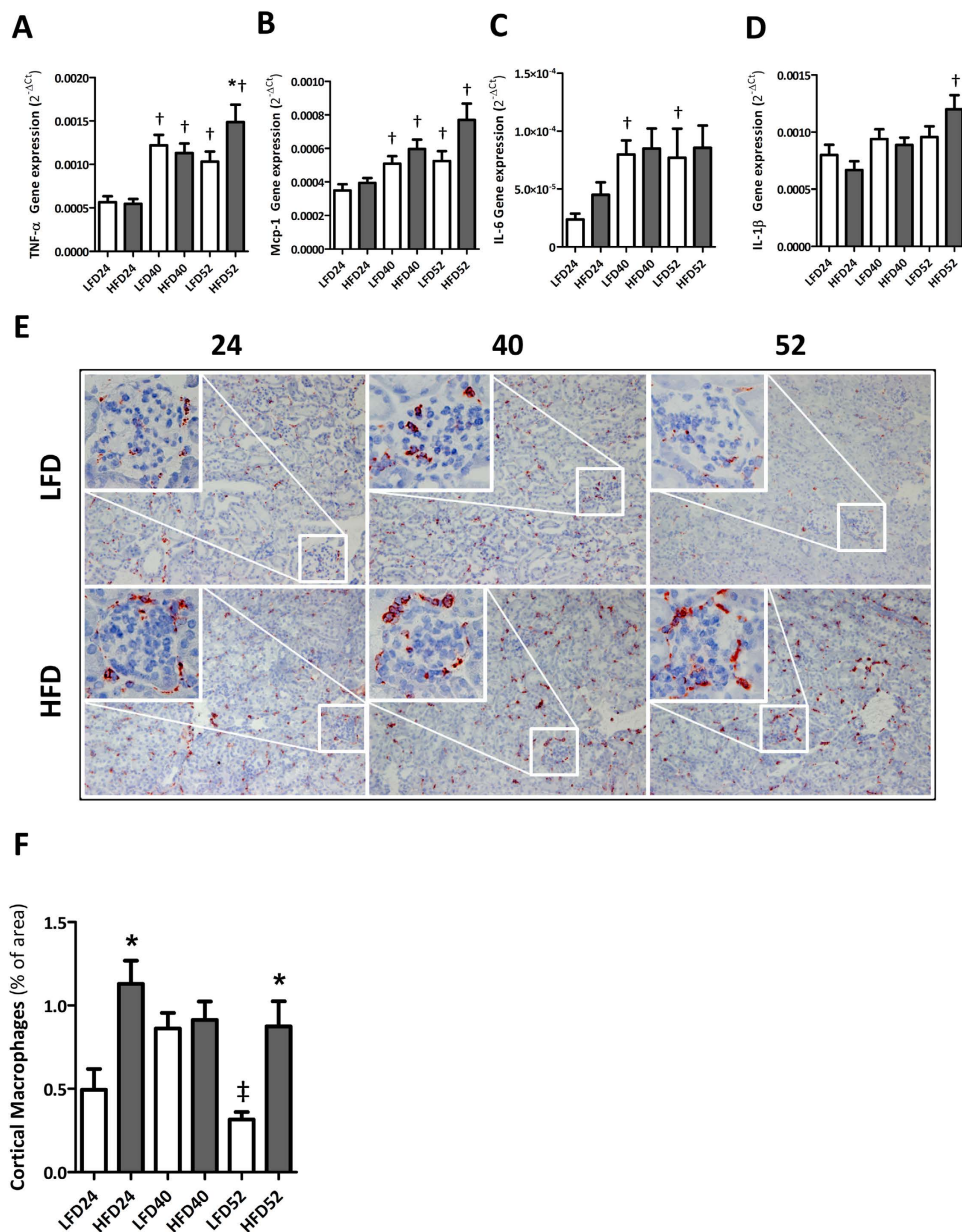 A
TNF-α Gene expression (2^-ΔCt)
0.0020
0.0015
0.0010
0.0005
0.0000
†
†
†
*†
LFD24
HFD24
LFD40
HFD40
LFD52
HFD52
B
Mcp-1 Gene expression (2^-ΔCt)
0.0010
0.0008
0.0006
0.0004
0.0002
0.0000
†
†
†
†
LFD24
HFD24
LFD40
HFD40
LFD52
HFD52
C
IL-6 Gene expression (2^-ΔCt)
1.5×10^-4
1.0×10^-4
5.0×10^-5
0
†
†
LFD24
HFD24
LFD40
HFD40
LFD52
HFD52
D
IL-1β Gene expression (2^-ΔCt)
0.0015
0.0010
0.0005
0.0000
†
LFD24
HFD24
LFD40
HFD40
LFD52
HFD52
E
24 40 52
LFD
HFD
F
Cortical Macrophages (% of area)
1.5
1.0
0.5
0.0
*
‡
*
LFD24
HFD24
LFD40
HFD40
LFD52
HFD52